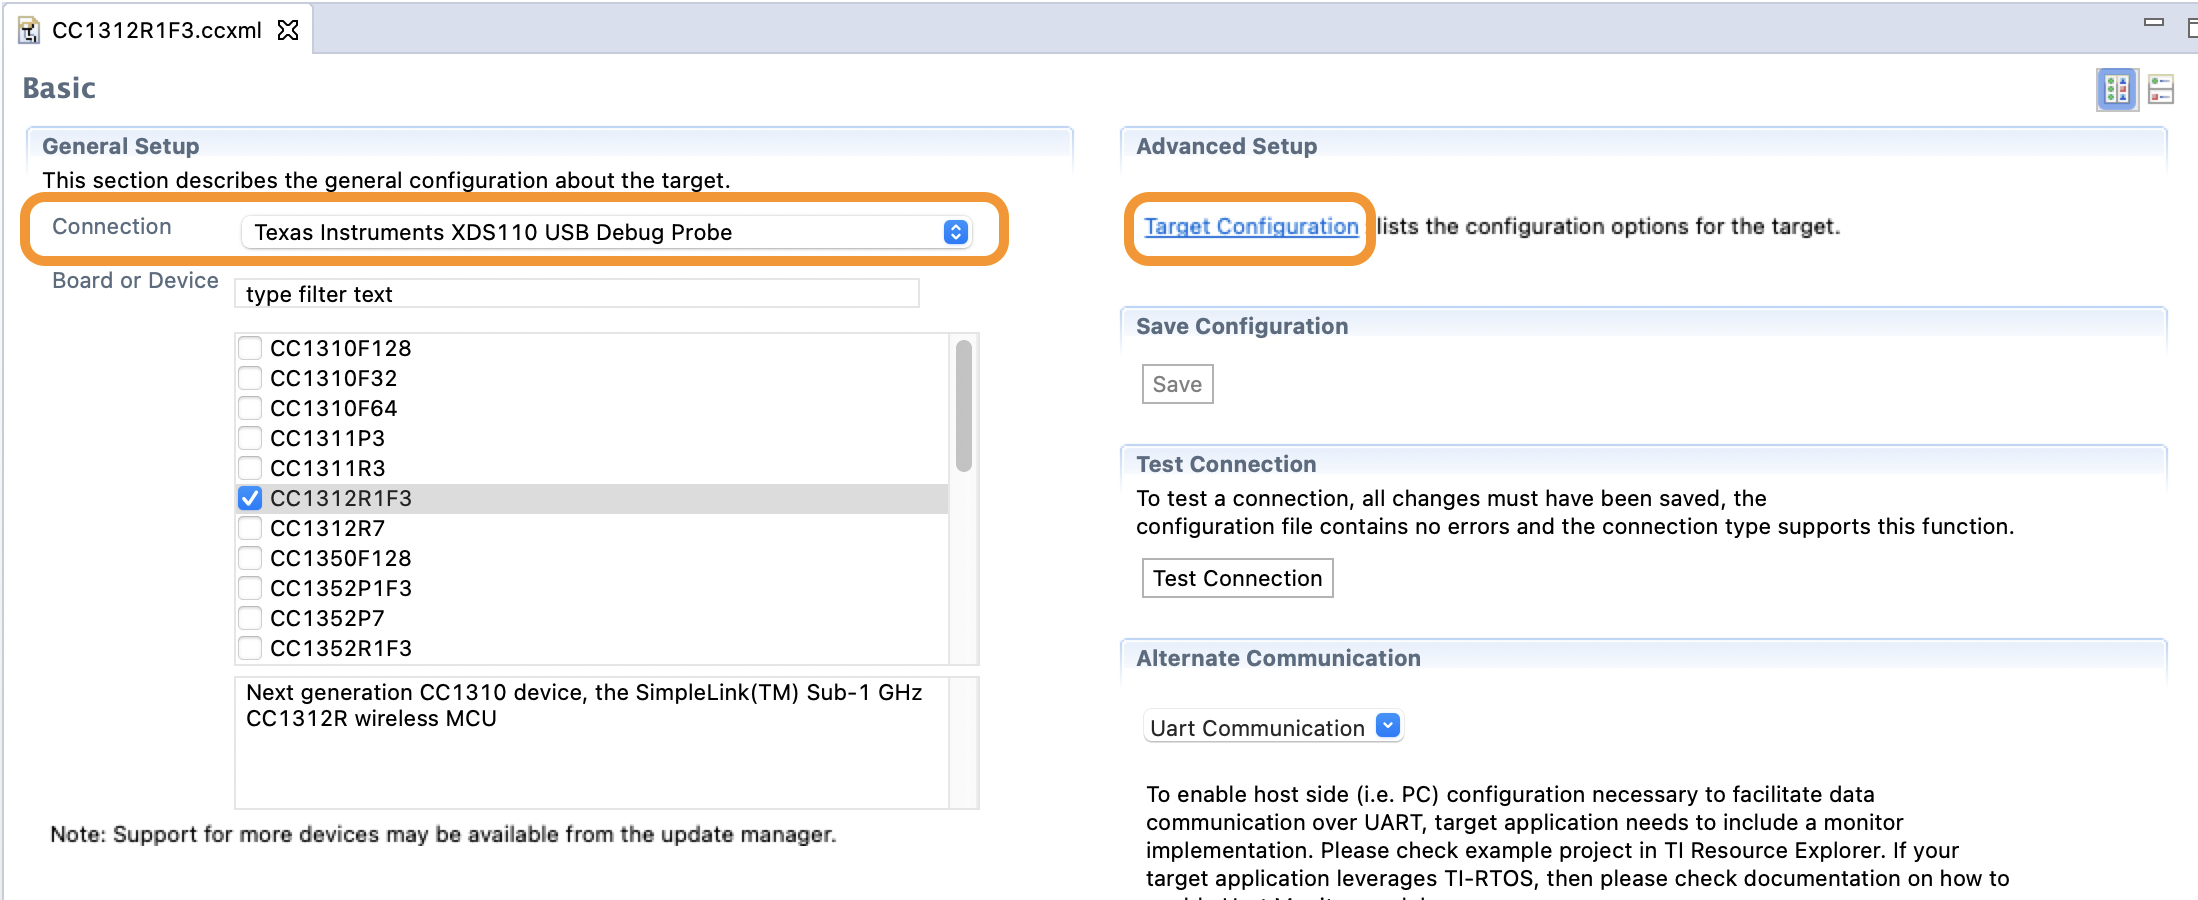 CC1312R1F3.ccxml
Basic
General Setup
This section describes the general configuration about the target.
Connection
Texas Instruments XDS110 USB Debug Probe
Board or Device
type filter text
CC1310F128
CC1310F32
CC1310F64
CC1311P3
CC1311R3
CC1312R1F3
CC1312R7
CC1350F128
CC1352P1F3
CC1352P7
CC1352R1F3
Next generation CC1310 device, the SimpleLink(TM) Sub-1 GHz
CC1312R wireless MCU
Note: Support for more devices may be available from the update manager.
Advanced Setup
Target Configuration lists the configuration options for the target.
Save Configuration
Save
Test Connection
To test a connection, all changes must have been saved, the
configuration file contains no errors and the connection type supports this function.
Test Connection
Alternate Communication
Uart Communication
To enable host side (i.e. PC) configuration necessary to facilitate data
communication over UART, target application needs to include a monitor
implementation. Please check example project in TI Resource Explorer. If your
target application leverages TI-RTOS, then please check documentation on how to